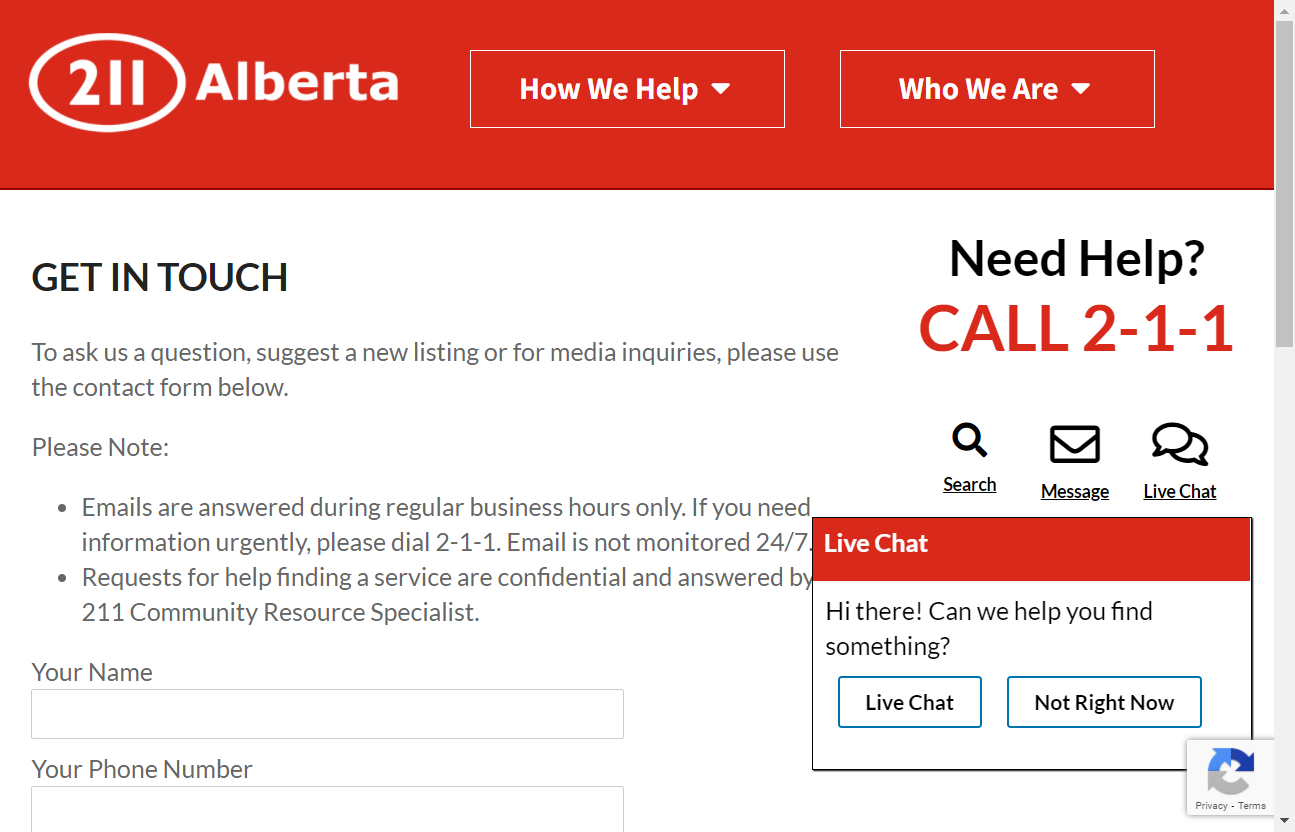 211 Alberta
How We Help
Who We Are
GET IN TOUCH
To ask us a question, suggest a new listing or for media inquiries, please use
the contact form below.
Please Note:
Emails are answered during regular business hours only. If you need
information urgently, please dial 2-1-1. Email is not monitored 24/7.
Requests for help finding a service are confidential and answered by
211 Community Resource Specialist.
Your Name
Your Phone Number
Need Help?
CALL 2-1-1
Search
Message
Live Chat
Live Chat
Hi there! Can we help you find
something?
Live Chat
Not Right Now
Privacy - Terms